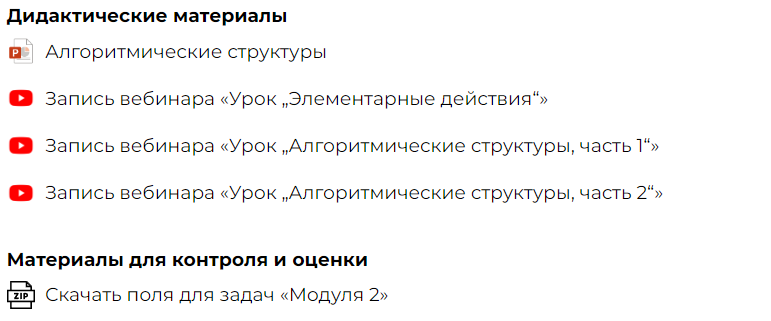 Дидактические материалы
Алгоритмические структуры
Запись вебинара «Урок „Элементарные действия“»
Запись вебинара «Урок „Алгоритмические структуры, часть 1“»
Запись вебинара «Урок „Алгоритмические структуры, часть 2“»
Материалы для контроля и оценки
ZIP Скачать поля для задач «Модуля 2»